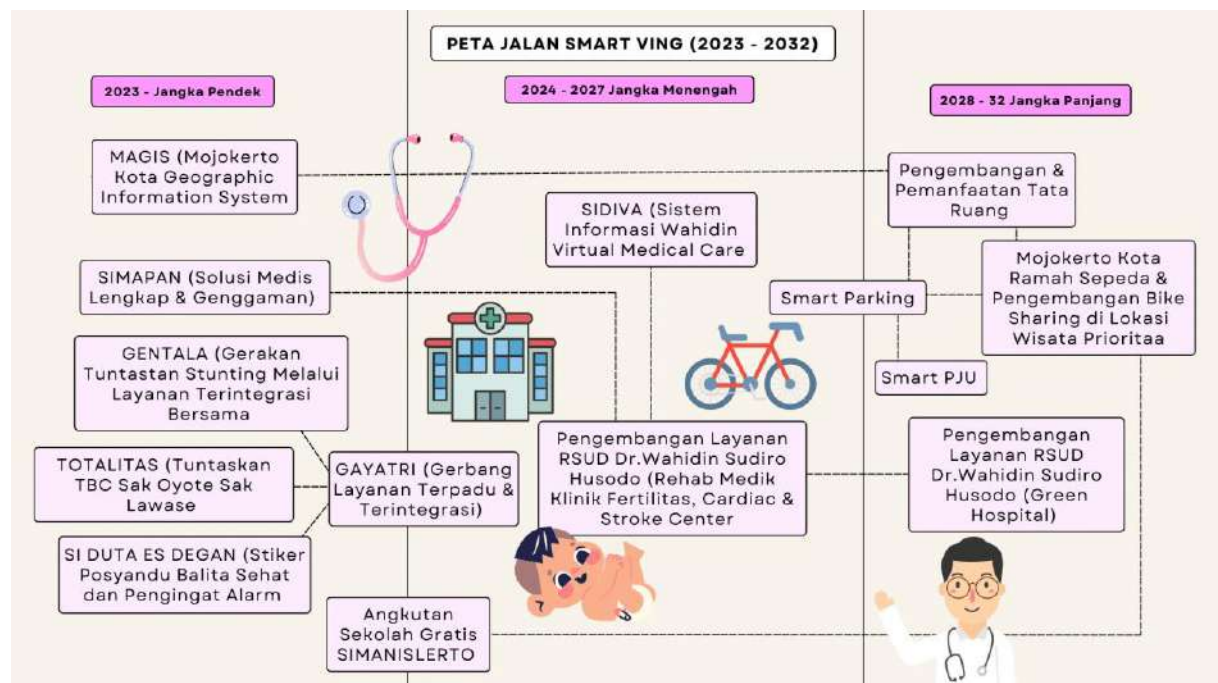 PETA JALAN SMART VING (2023 - 2032)
2023 - Jangka Pendek
2024 - 2027 Jangka Menengah
2028 - 32 Jangka Panjang
MAGIS (Mojokerto
Kota Geographic
Information System
SIMAPAN (Solusi Medis
Lengkap & Genggaman)
GENTALA (Gerakan
Tuntastan Stunting Melalui
Layanan Terintegrasi
Bersama
TOTALITAS (Tuntaskan
TBC Sak Oyote Sak
Lawase
SI DUTA ES DEGAN (Stiker
Posyandu Balita Sehat
dan Pengingat Alarm
GAYATRI (Gerbang
Layanan Terpadu &
Terintegrasi)
Angkutan
Sekolah Gratis
SIMANISLERTO
SIDIVA (Sistem
Informasi Wahidin
Virtual Medical Care
Pengembangan Layanan
RSUD Dr.Wahidin Sudiro
Husodo (Rehab Medik
Klinik Fertilitas, Cardiac &
Stroke Center
Pengembangan &
Pemanfaatan Tata
Ruang
Smart Parking
Mojokerto Kota
Ramah Sepeda &
Pengembangan Bike
Sharing di Lokasi
Wisata Prioritaa
Smart PJU
Pengembangan
Layanan RSUD
Dr.Wahidin Sudiro
Husodo (Green
Hospital)